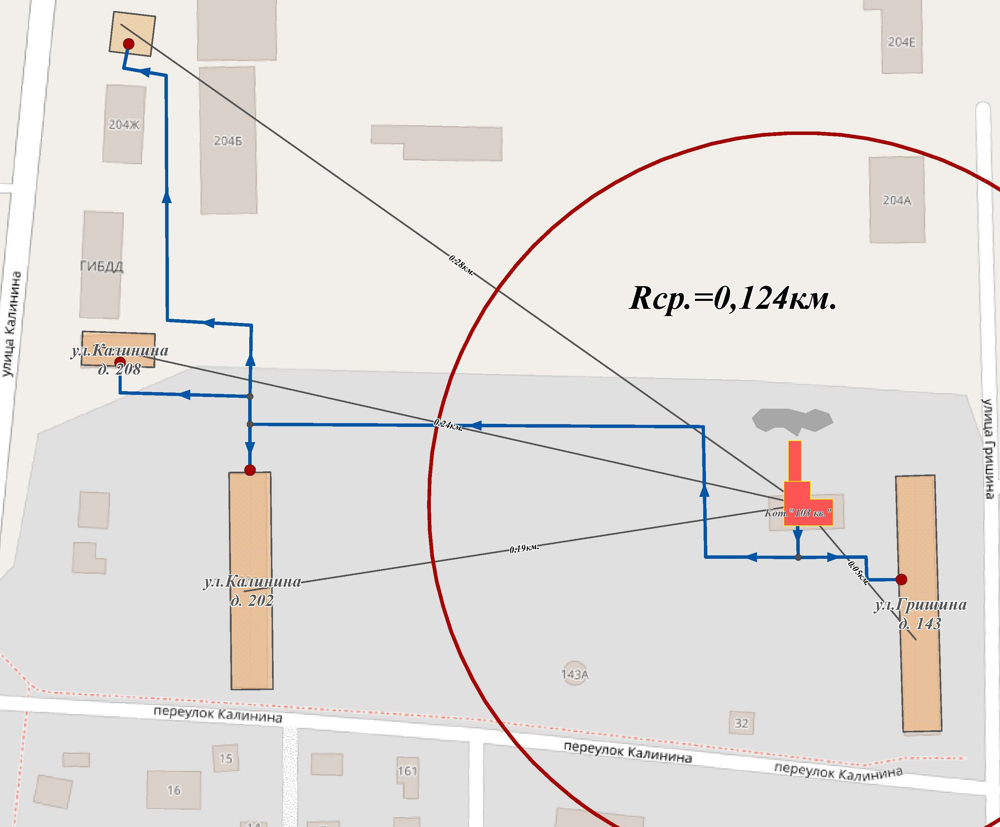 204Е
204Ж
204Б
204А
ГИБДД
0.28км.
Rср.=0,124км.
улица Калинина
ул.Калинина
д. 208
0.24км.
улица Гришина
Кот."103 кв."
0.19км.
0.05км.
ул.Калинина
д. 202
ул.Гришина
д. 143
143А
32
переулок Калинина
переулок Калинина
переулок Калинина
15
161
16